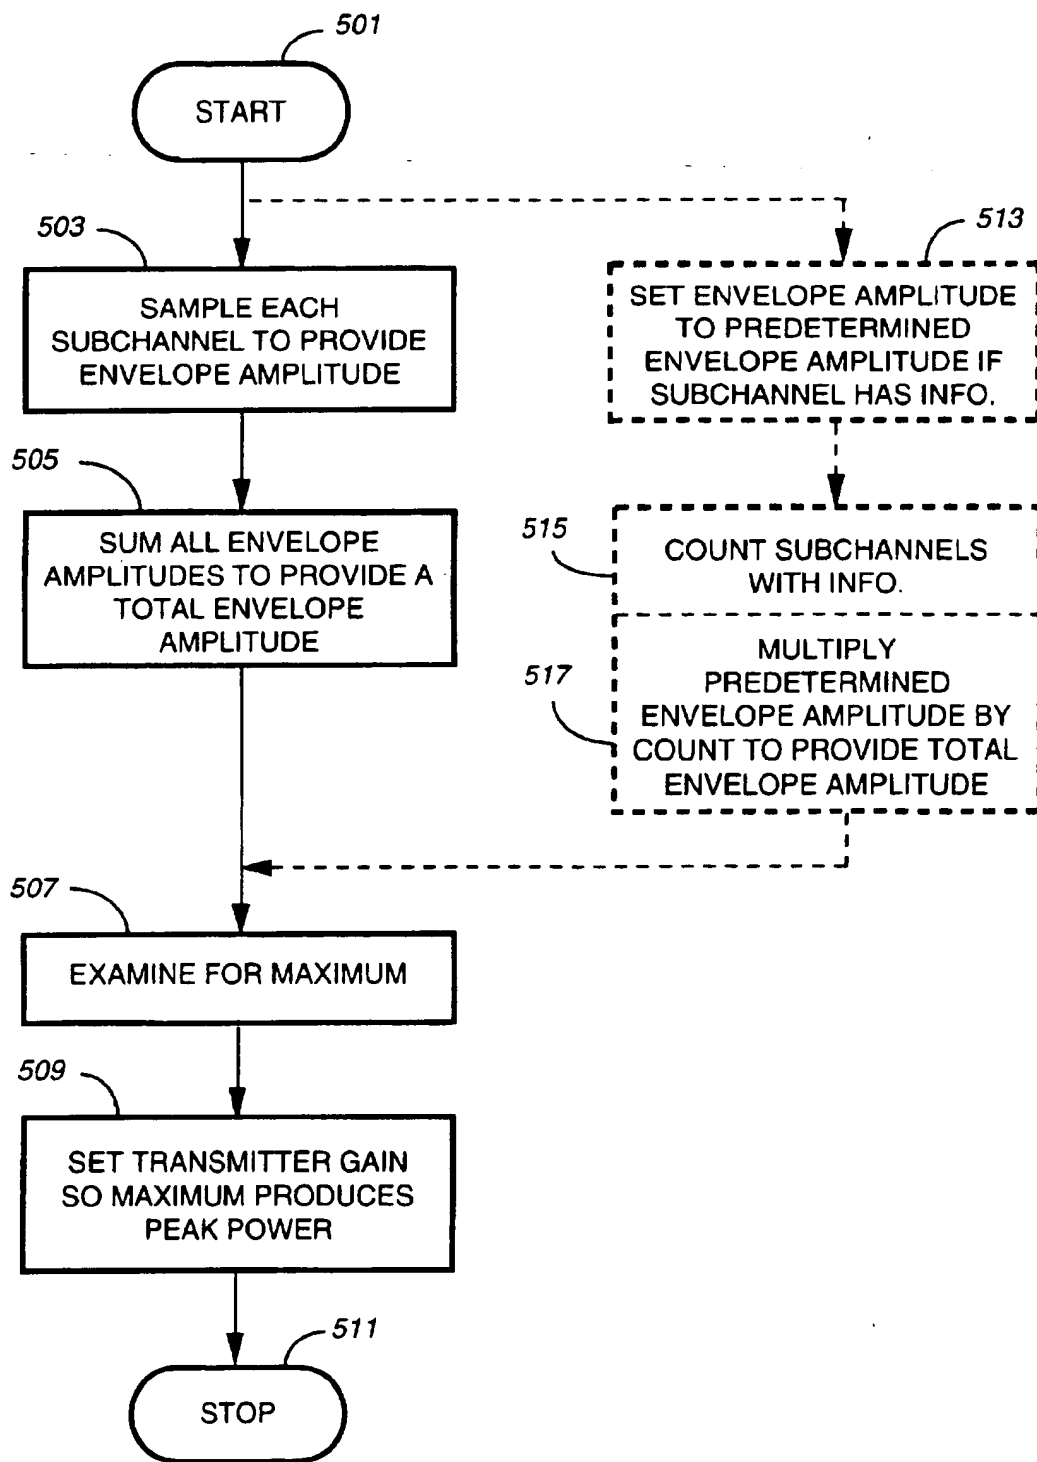 501
START
503
SAMPLE EACH
SUBCHANNEL TO PROVIDE
ENVELOPE AMPLITUDE
513
SET ENVELOPE AMPLITUDE
TO PREDETERMINED
ENVELOPE AMPLITUDE IF
SUBCHANNEL HAS INFO.
505
SUM ALL ENVELOPE
AMPLITUDES TO PROVIDE A
TOTAL ENVELOPE
AMPLITUDE
515
COUNT SUBCHANNELS
WITH INFO.
517
MULTIPLY
PREDETERMINED
ENVELOPE AMPLITUDE BY
COUNT TO PROVIDE TOTAL
ENVELOPE AMPLITUDE
507
EXAMINE FOR MAXIMUM
509
SET TRANSMITTER GAIN
SO MAXIMUM PRODUCES
PEAK POWER
511
STOP